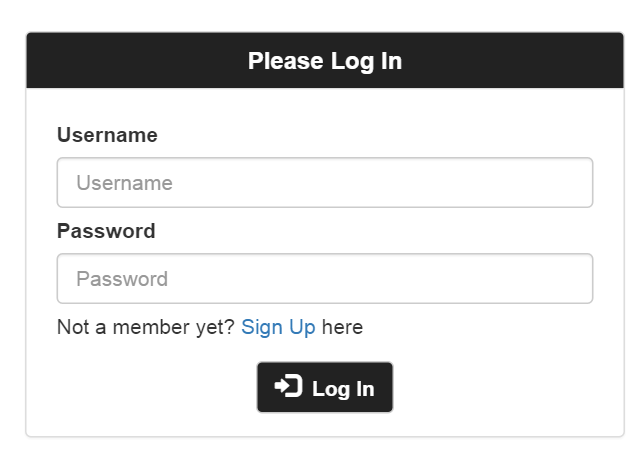 Please Log In
Username
Username
Password
Password
Not a member yet? Sign Up here
Log In